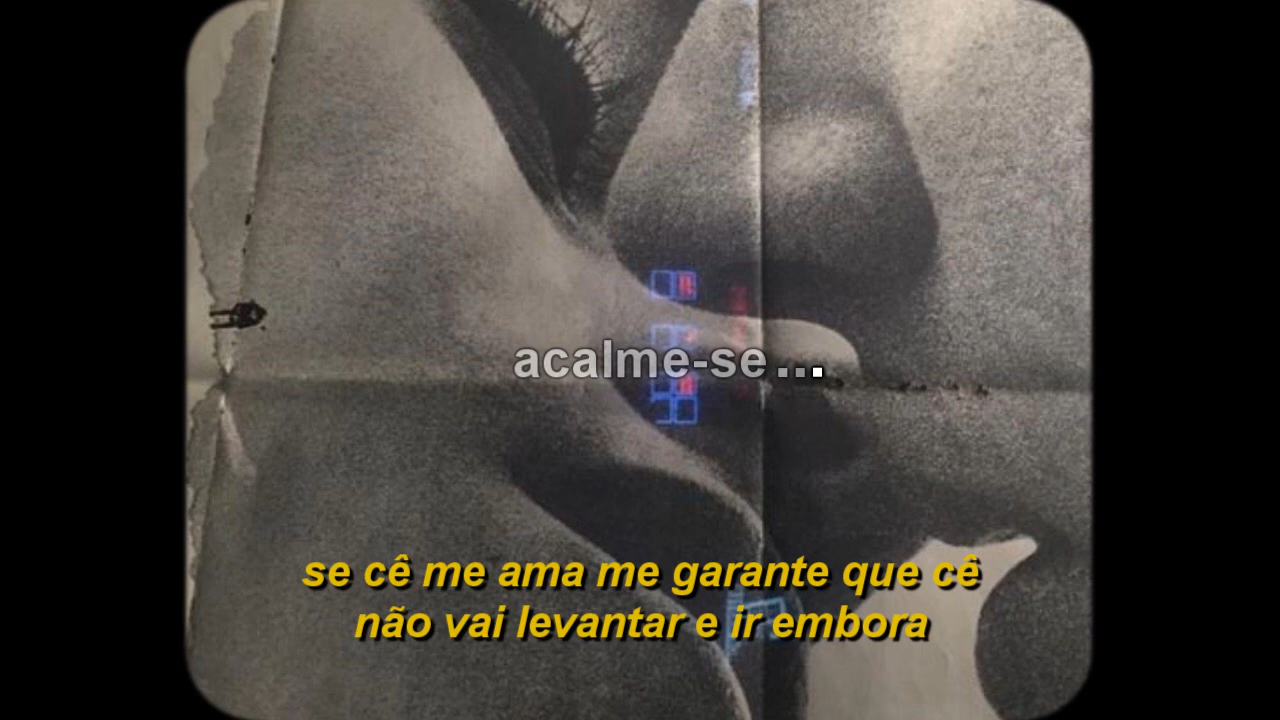 acalme-se...
se cê me ama me garante que cê
não vai levantar e ir embora